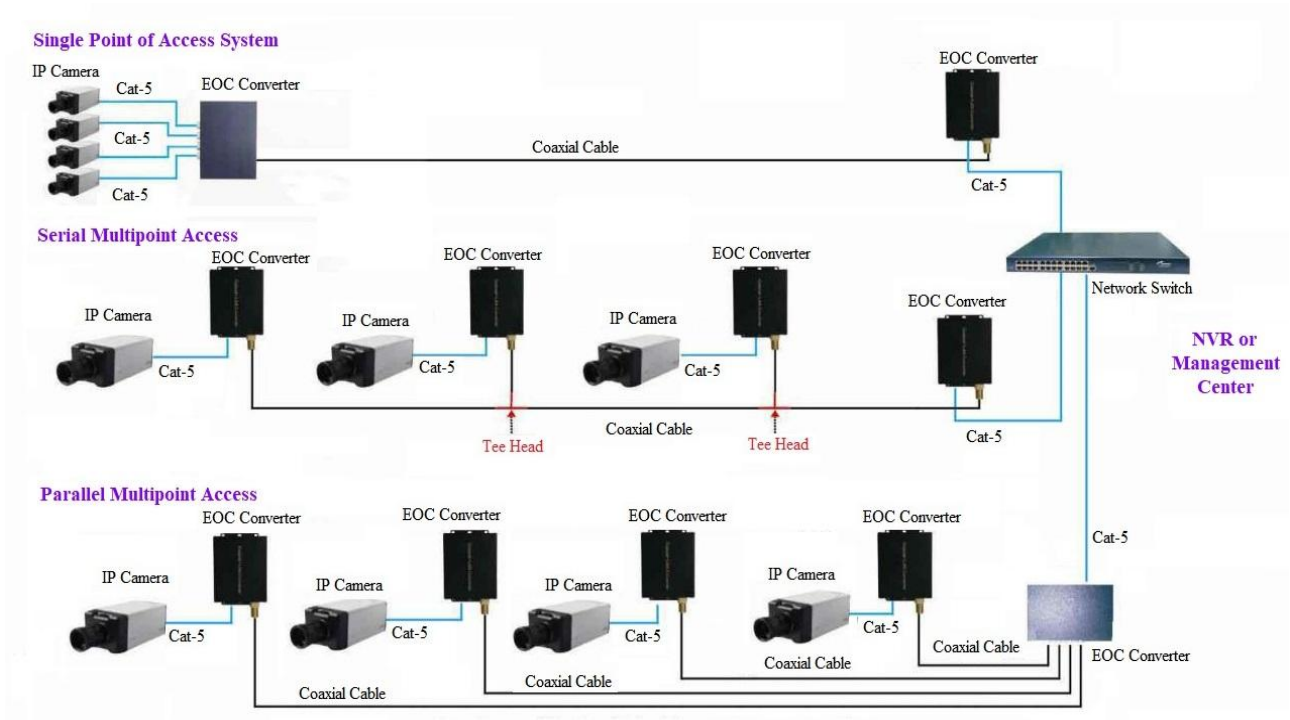 Single Point of Access System
IP Camera
Cat-5
EOC Converter
EOC Converter
Cat-5
Coaxial Cable
Cat-5
Cat-5
Serial Multipoint Access
EOC Converter
EOC Converter
EOC Converter
Network Switch
EOC Converter
IP Camera
IP Camera
IP Camera
NVR or
Management
Center
Cat-5
Cat-5
Cat-5
Coaxial Cable
Cat-5
Tee Head
Tee Head
Parallel Multipoint Access
EOC Converter
EOC Converter
EOC Converter
EOC Converter
Cat-5
IP Camera
IP Camera
IP Camera
IP Camera
Cat-5
Cat-5
Cat-5
Cat-5
Coaxial Cable
EOC Converter
Coaxial Cable
Coaxial Cable
Coaxial Cable